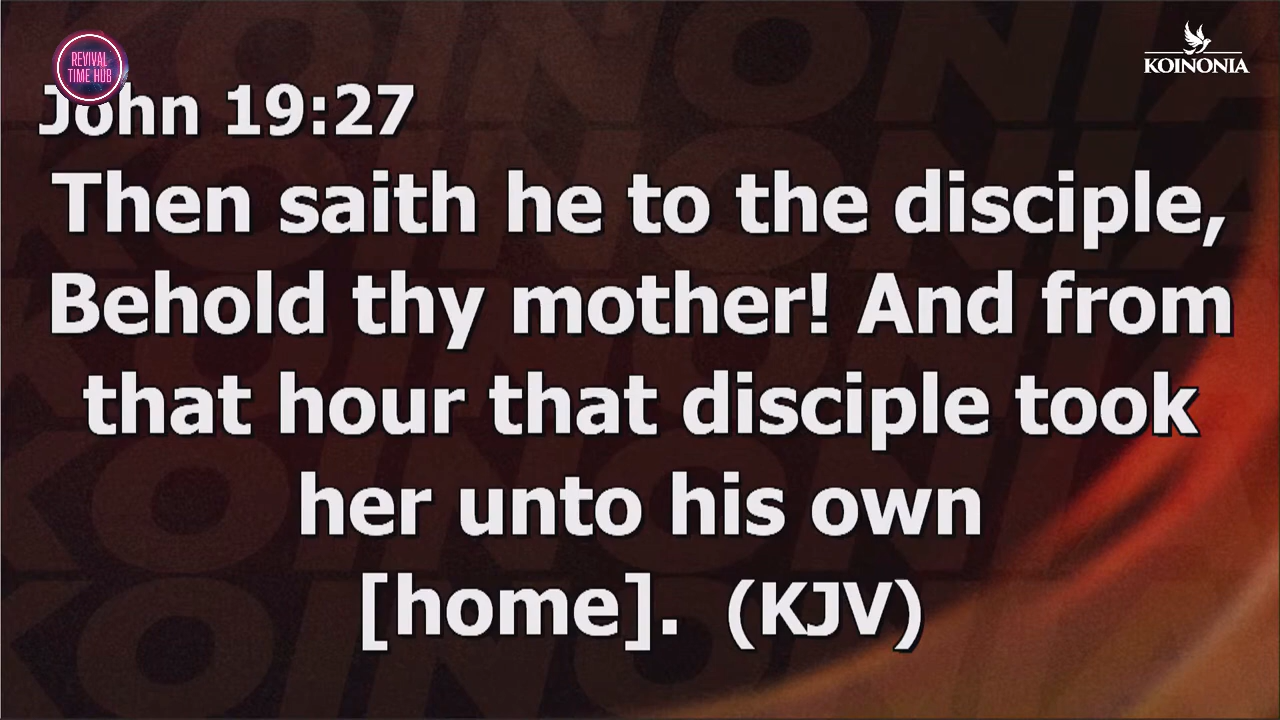 REVIVAL
TIME HUB
KOINONIA
John 19:27
Then saith he to the disciple,
Behold thy mother! And from
that hour that disciple took
her unto his own
[home]. (KJV)